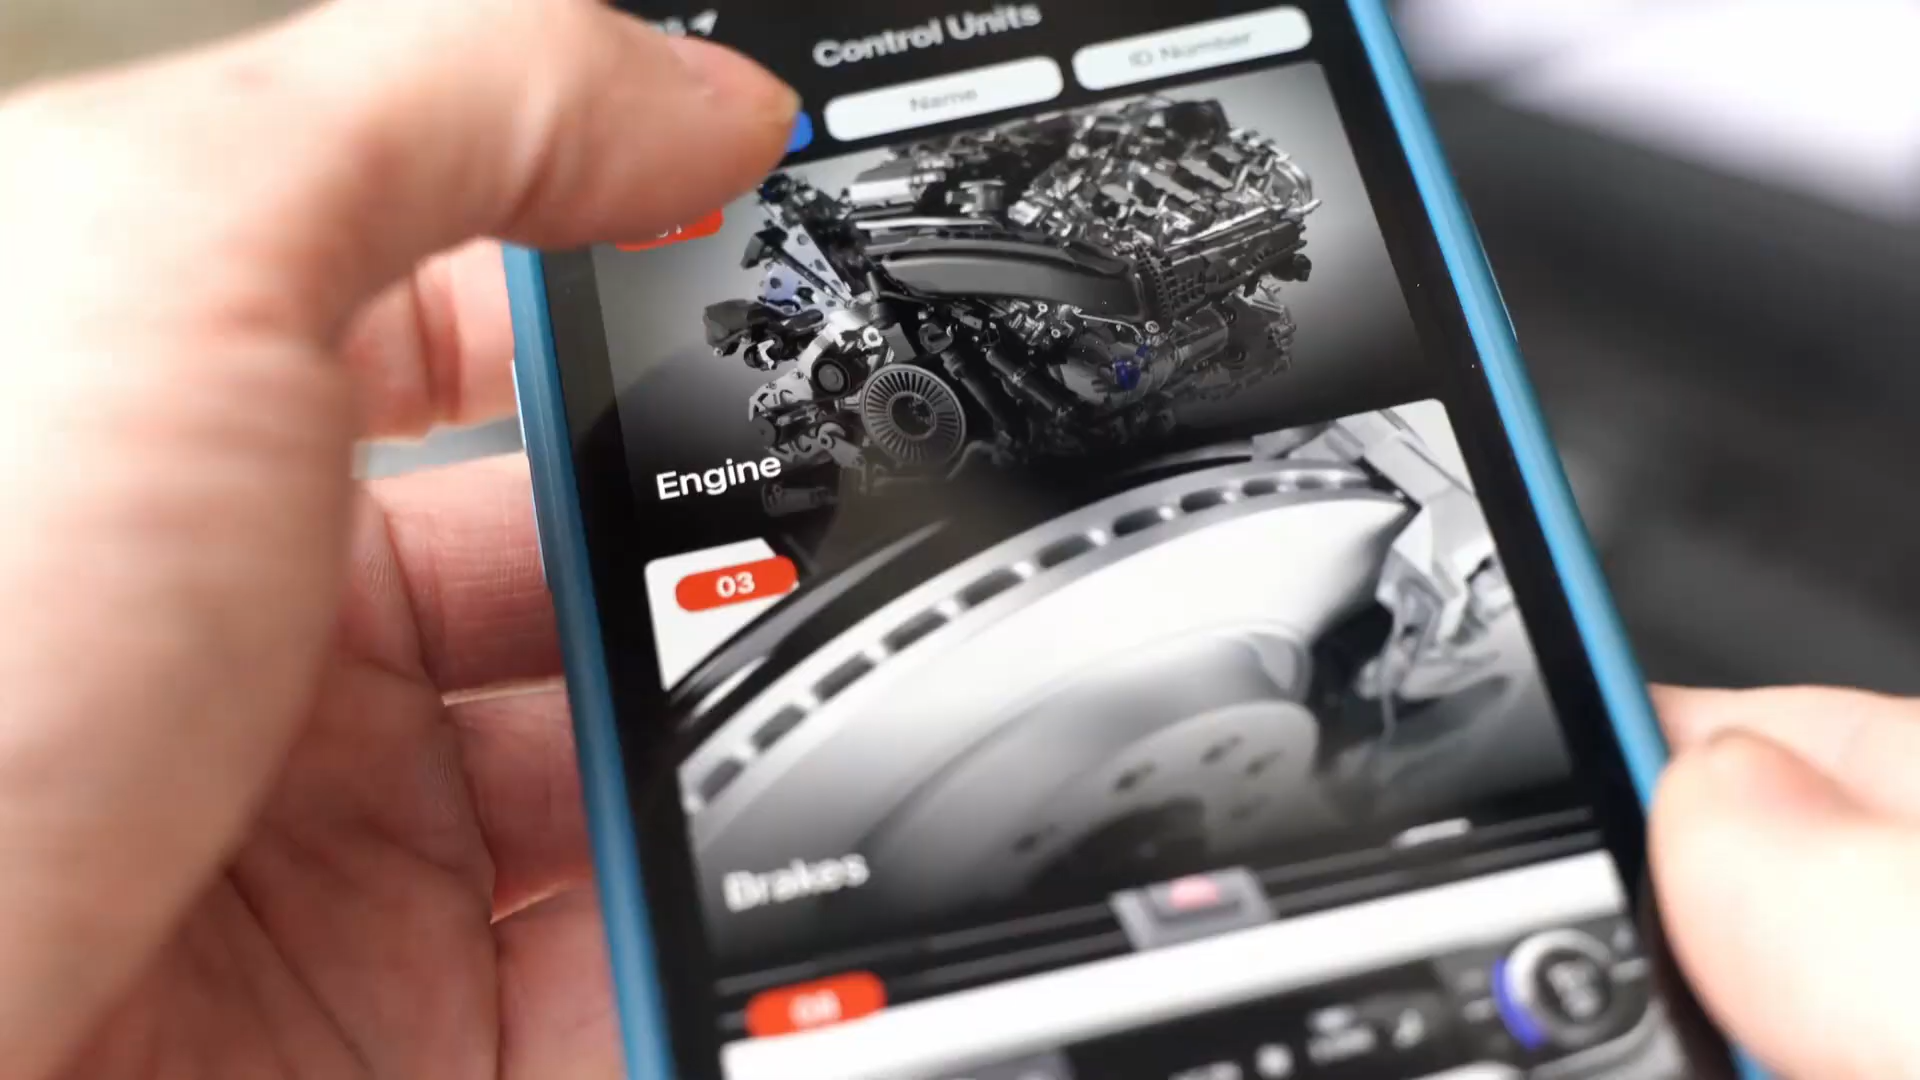 Control Units
Name
ID Number
Engine
03
Brakes